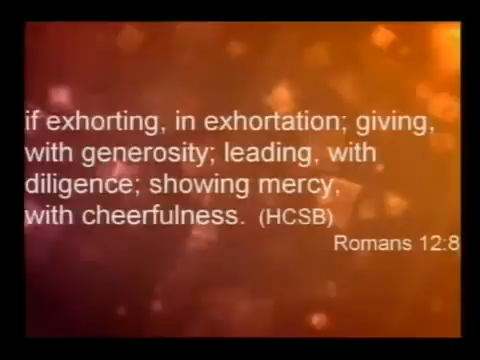 if exhorting, in exhortation; giving,
with generosity; leading, with
diligence; showing mercy,
with cheerfulness. (HCSB)
Romans 12:8